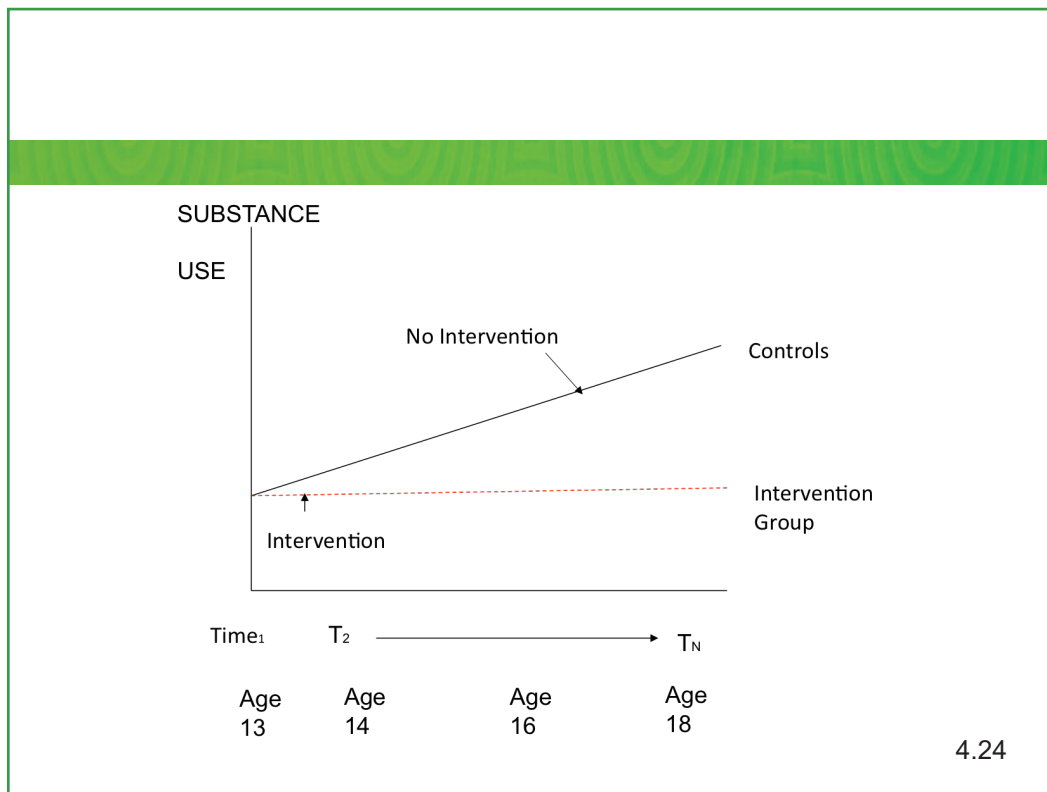 SUBSTANCE
USE
No Intervention
Controls
Intervention
Group
Intervention
Time₁
T₂
Tɴ
Age
13
Age
14
Age
16
Age
18
4.24